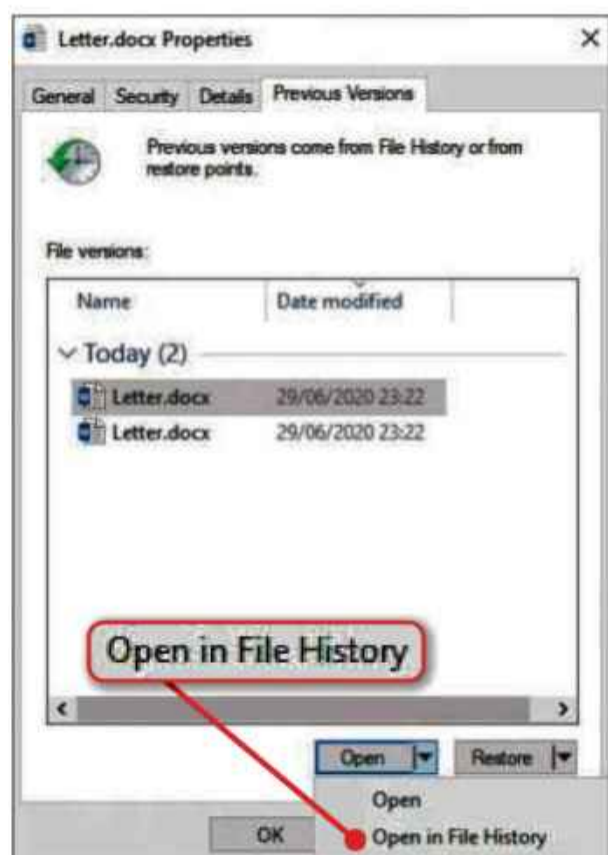 Letter.docx Properties
General Security Details Previous Versions
Previous versions come from File History or from
restore points.
File versions:
Name Date modified
Today (2)
Letter.docx 29/06/2020 23:22
Letter.docx 29/06/2020 23:22
Open in File History
Open Restore
Open
OK Open in File History